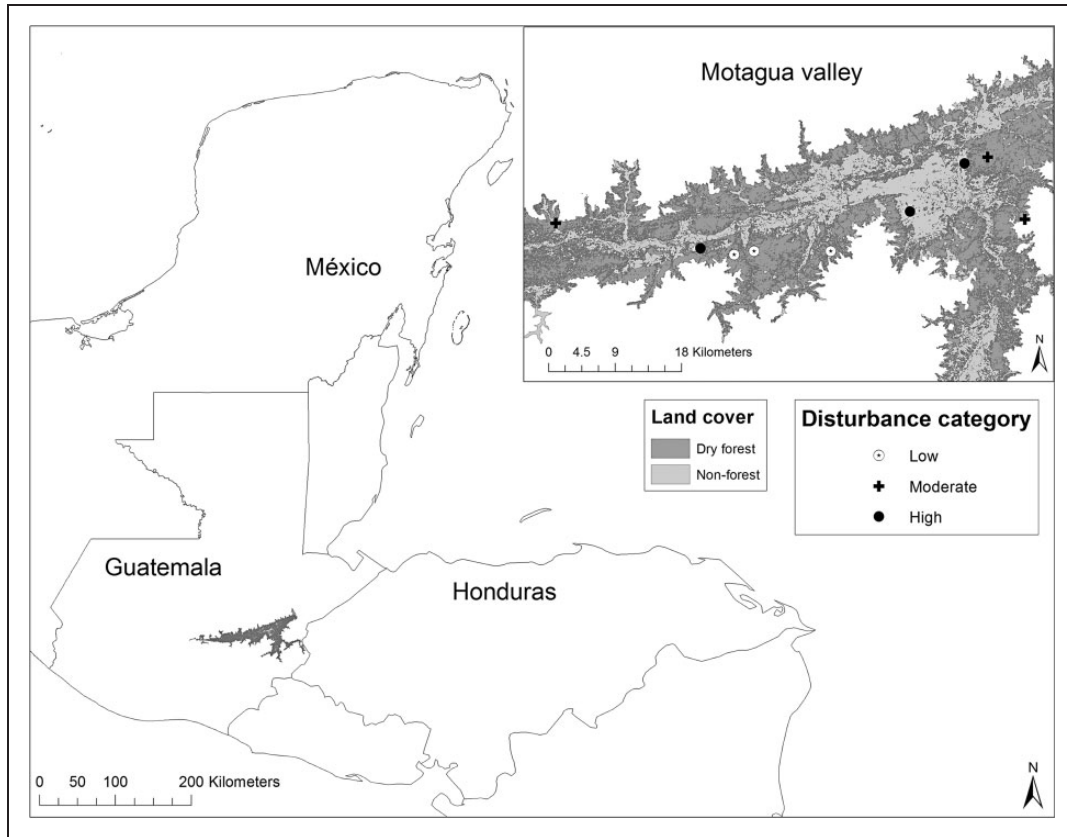 Motagua valley
N
0 4.5 9 18 Kilometers
México
Land cover
Dry forest
Non-forest
Disturbance category
Low
Moderate
High
Guatemala
Honduras
0 50 100 200 Kilometers
N